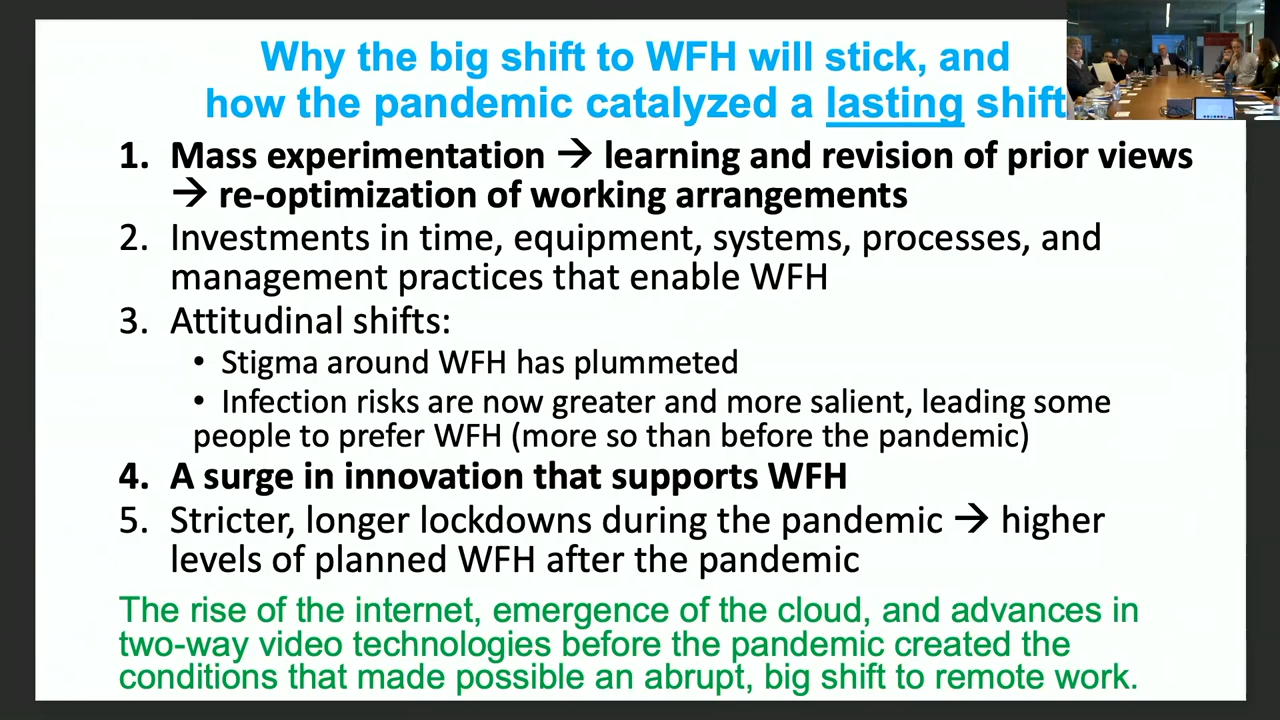 Why the big shift to WFH will stick, and
how the pandemic catalyzed a lasting shift
1. Mass experimentation → learning and revision of prior views
→ re-optimization of working arrangements
2. Investments in time, equipment, systems, processes, and
management practices that enable WFH
3. Attitudinal shifts:
• Stigma around WFH has plummeted
• Infection risks are now greater and more salient, leading some
people to prefer WFH (more so than before the pandemic)
4. A surge in innovation that supports WFH
5. Stricter, longer lockdowns during the pandemic → higher
levels of planned WFH after the pandemic
The rise of the internet, emergence of the cloud, and advances in
two-way video technologies before the pandemic created the
conditions that made possible an abrupt, big shift to remote work.